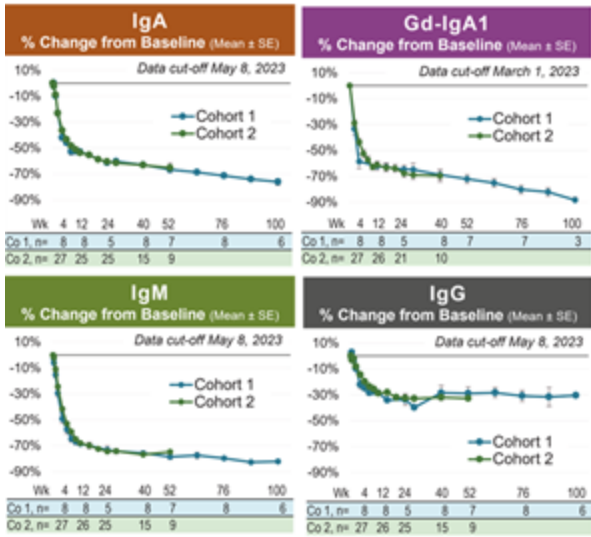 IgA
% Change from Baseline (Mean ± SE)
Data cut-off May 8, 2023
10%
-10%
-30%
-50%
-70%
-90%
Cohort 1
Cohort 2
Wk 4 12 24 40 52 76 100
Co 1, n= 8 8 5 8 7 8 6
Co 2, n= 27 25 25 15 9
Gd-IgA1
% Change from Baseline (Mean ± SE)
Data cut-off March 1, 2023
10%
-10%
-30%
-50%
-70%
-90%
Cohort 1
Cohort 2
Wk 4 12 24 40 52 76 100
Co 1, n= 8 8 5 8 7 7 3
Co 2, n= 27 26 21 10
IgM
% Change from Baseline (Mean ± SE)
Data cut-off May 8, 2023
10%
-10%
-30%
-50%
-70%
-90%
Cohort 1
Cohort 2
Wk 4 12 24 40 52 76 100
Co 1, n= 8 8 5 8 7 8 6
Co 2, n= 27 26 25 15 9
IgG
% Change from Baseline (Mean ± SE)
Data cut-off May 8, 2023
10%
-10%
-30%
-50%
-70%
-90%
Cohort 1
Cohort 2
Wk 4 12 24 40 52 76 100
Co 1, n= 8 8 5 8 7 8 6
Co 2, n= 27 26 25 15 9